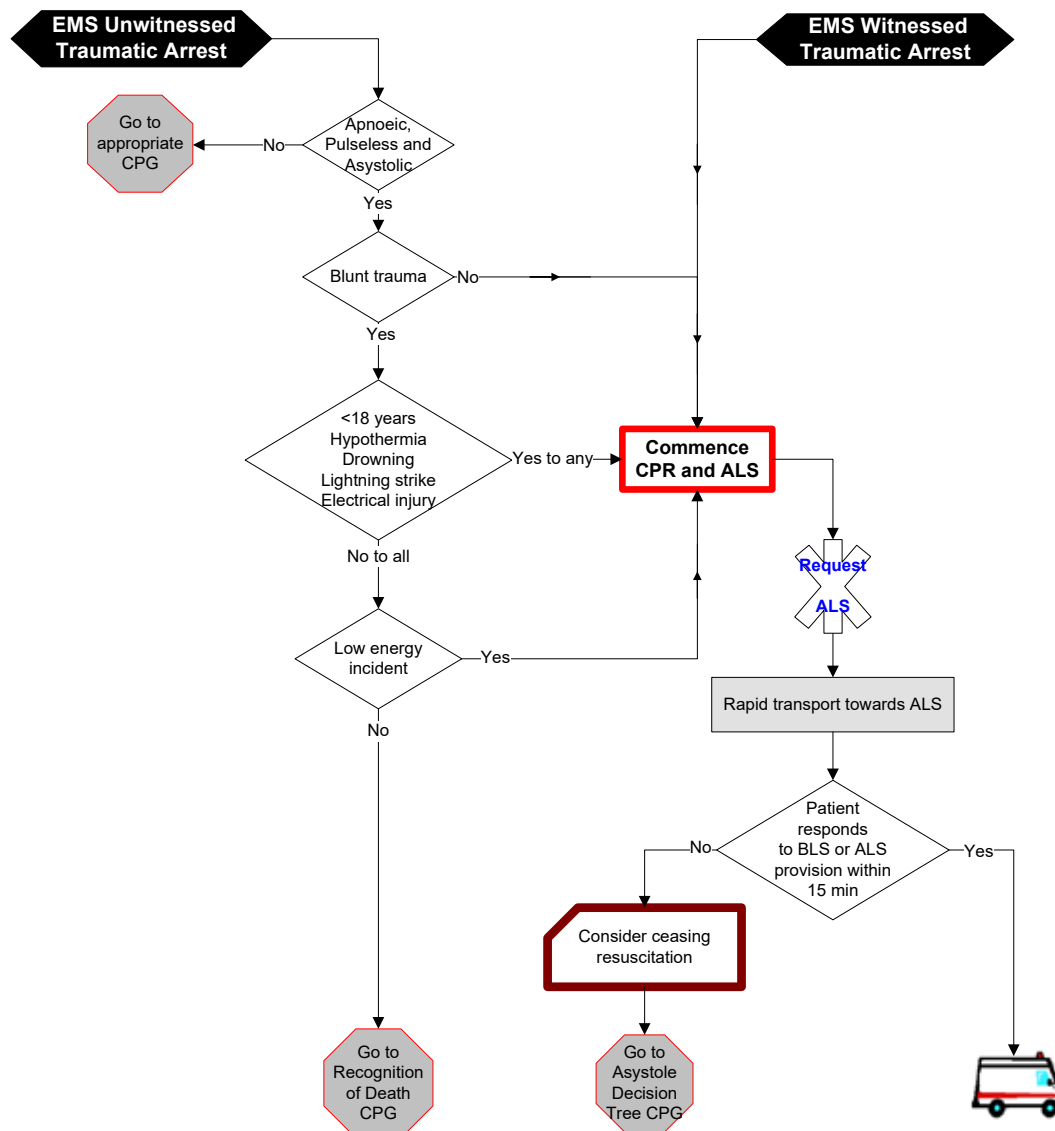 EMS Unwitnessed
Traumatic Arrest
EMS Witnessed
Traumatic Arrest
Go to
appropriate
CPG
No
Apnoeic,
Pulseless and
Asystolic
Yes
Blunt trauma
No
Yes
<18 years
Hypothermia
Drowning
Lightning strike
Electrical injury
Yes to any
Commence
CPR and ALS
No to all
Request
ALS
Low energy
incident
Yes
No
Rapid transport towards ALS
Patient
responds
to BLS or ALS
provision within
15 min
No
Yes
Consider ceasing
resuscitation
Go to
Recognition
of Death
CPG
Go to
Asystole
Decision
Tree CPG